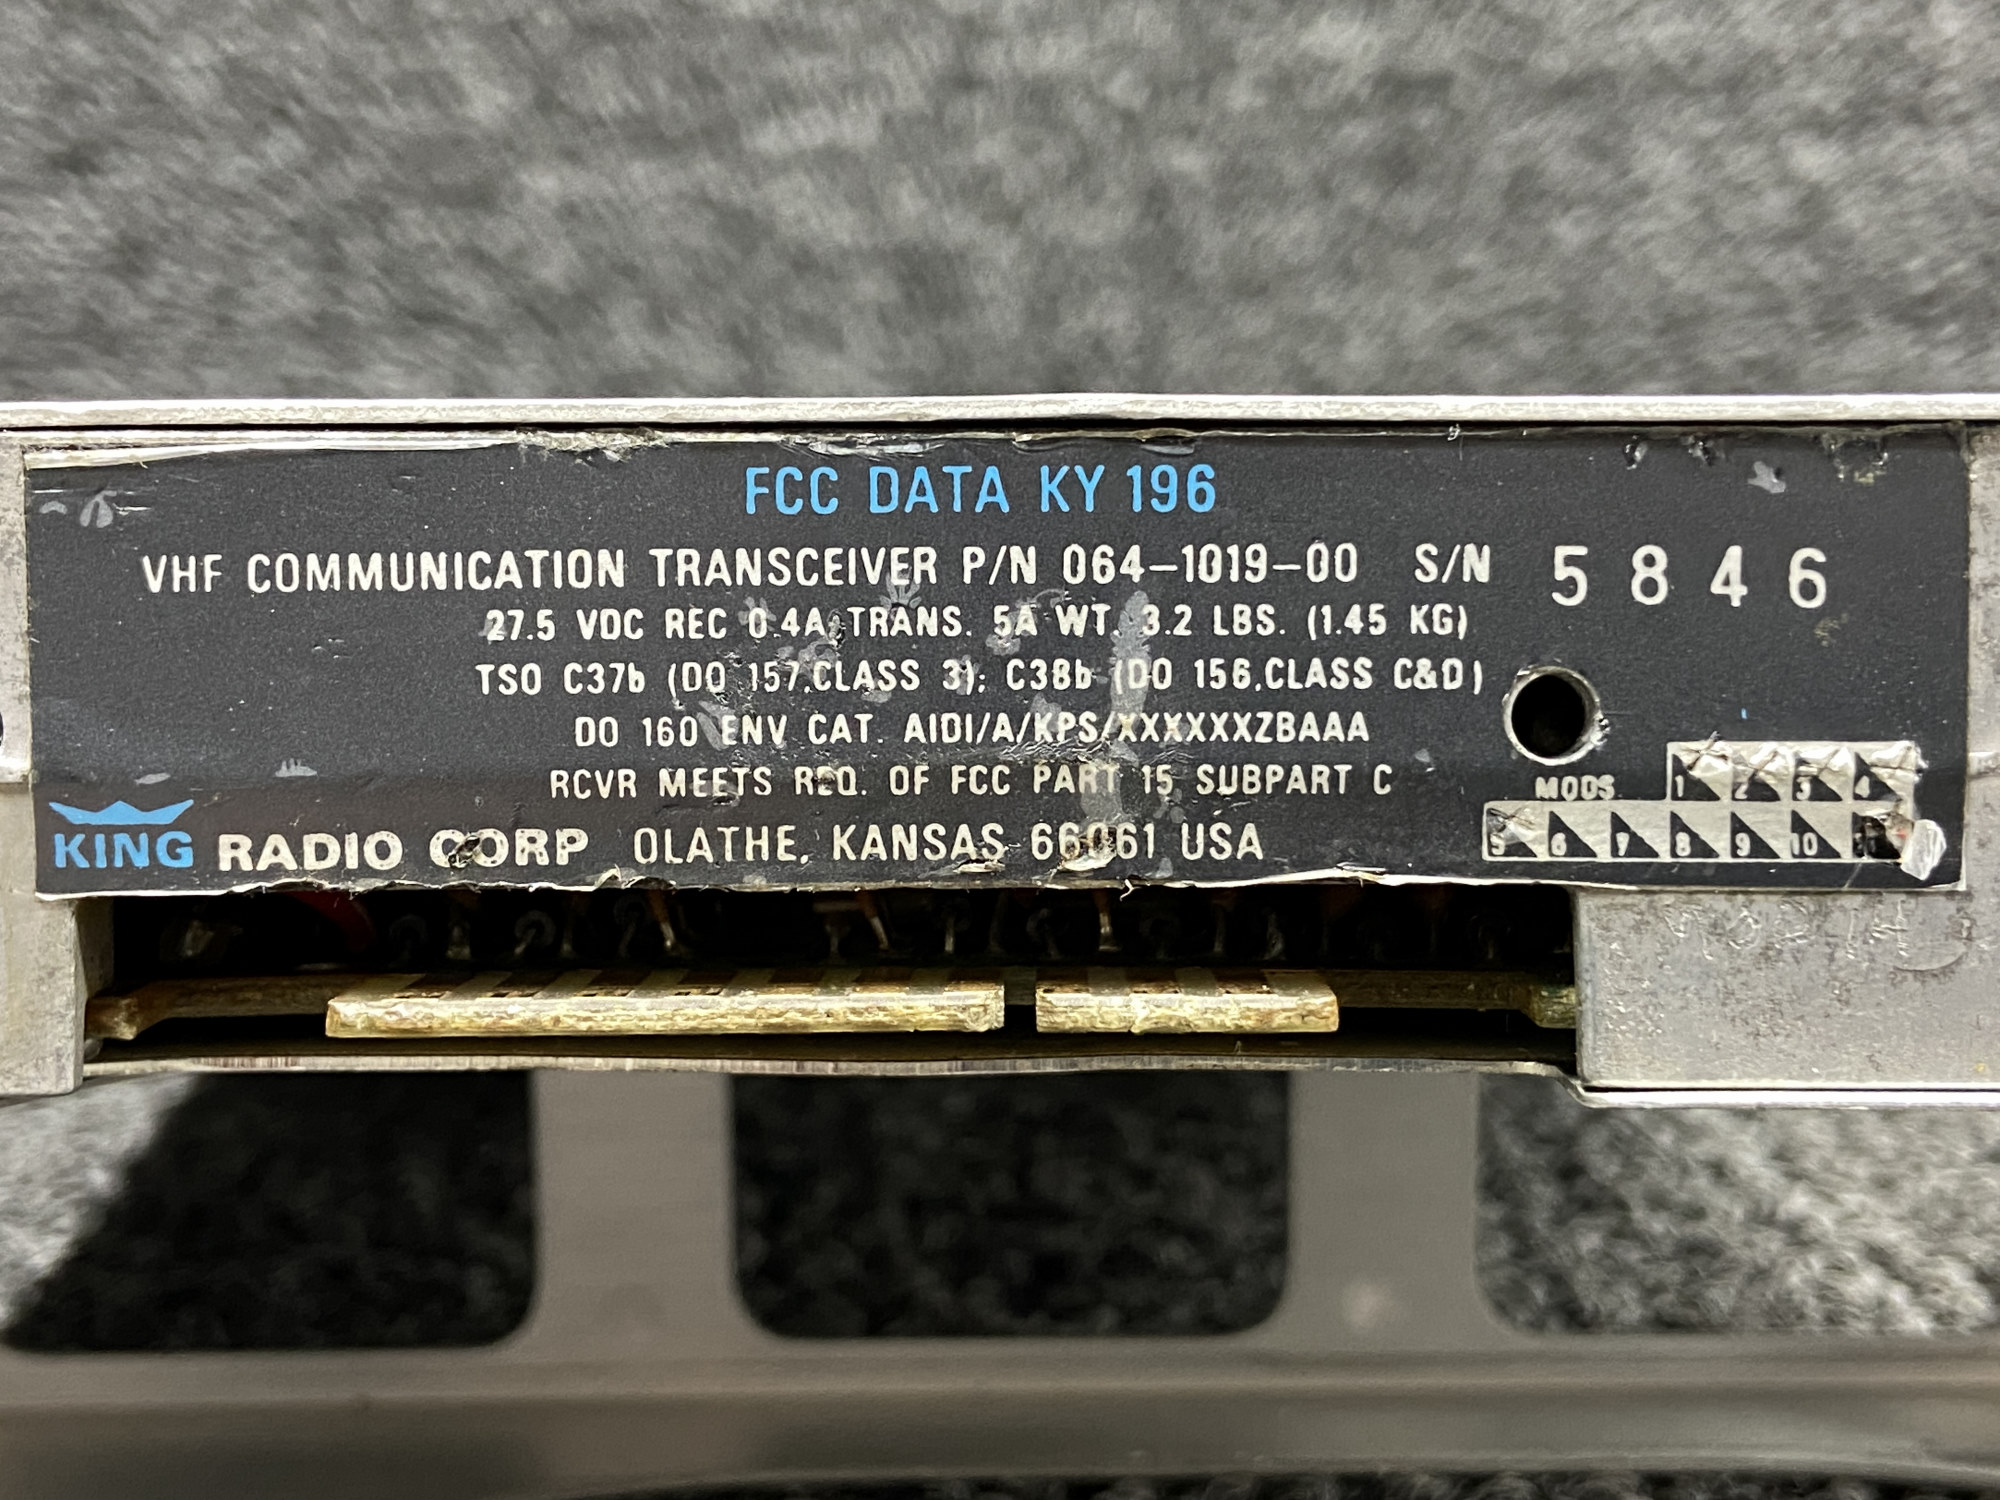 FCC DATA KY 196
VHF COMMUNICATION TRANSCEIVER P/N 064-1019-00 S/N 5846
27.5 VDC REC 0.4A, TRANS. 5A WT. 3.2 LBS. (1.45 KG)
TSO C37b (DO 157,CLASS 3); C38b (DO 156,CLASS C&D)
DO 160 ENV CAT. A1D1/A/KPS/XXXXXXZBAAA
RCVR MEETS REQ. OF FCC PART 15 SUBPART C
MODS 1 2 3 4
KING RADIO CORP OLATHE, KANSAS 66061 USA
5 6 7 8 9 10